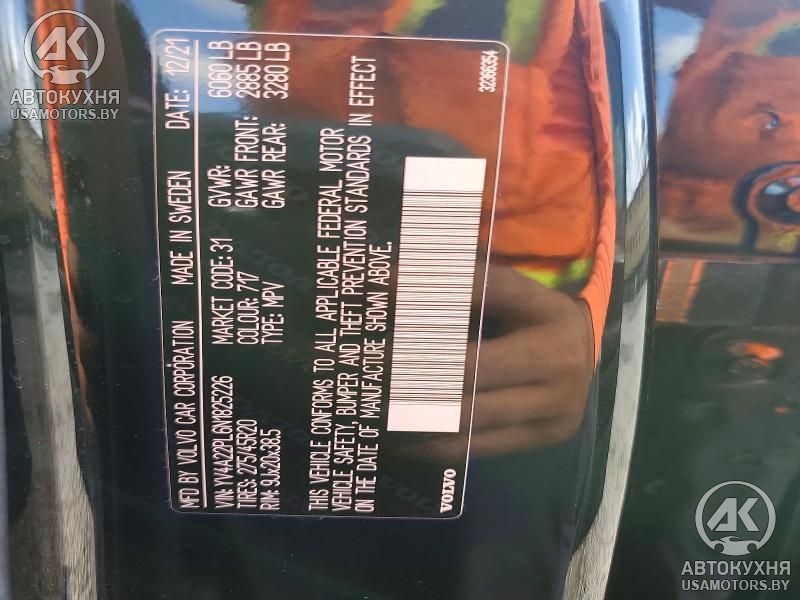 MFD BY VOLVO CAR CORPORATION MADE IN SWEDEN DATE: 12/21
VIN: YV4A22PL6N1825226 MARKET CODE: 31 GVWR: 6060 LB
TIRES: 275/45R20 COLOUR: 717 GAWR FRONT: 2885 LB
RIM: 9Jx20x38.5 TYPE: MPV GAWR REAR: 3280 LB
THIS VEHICLE CONFORMS TO ALL APPLICABLE FEDERAL MOTOR
VEHICLE SAFETY, BUMPER AND THEFT PREVENTION STANDARDS IN EFFECT
ON THE DATE OF MANUFACTURE SHOWN ABOVE.
VOLVO 32366354
AK
АВТОКУХНЯ
USAMOTORS.BY
AK
АВТОКУХНЯ
USAMOTORS.BY